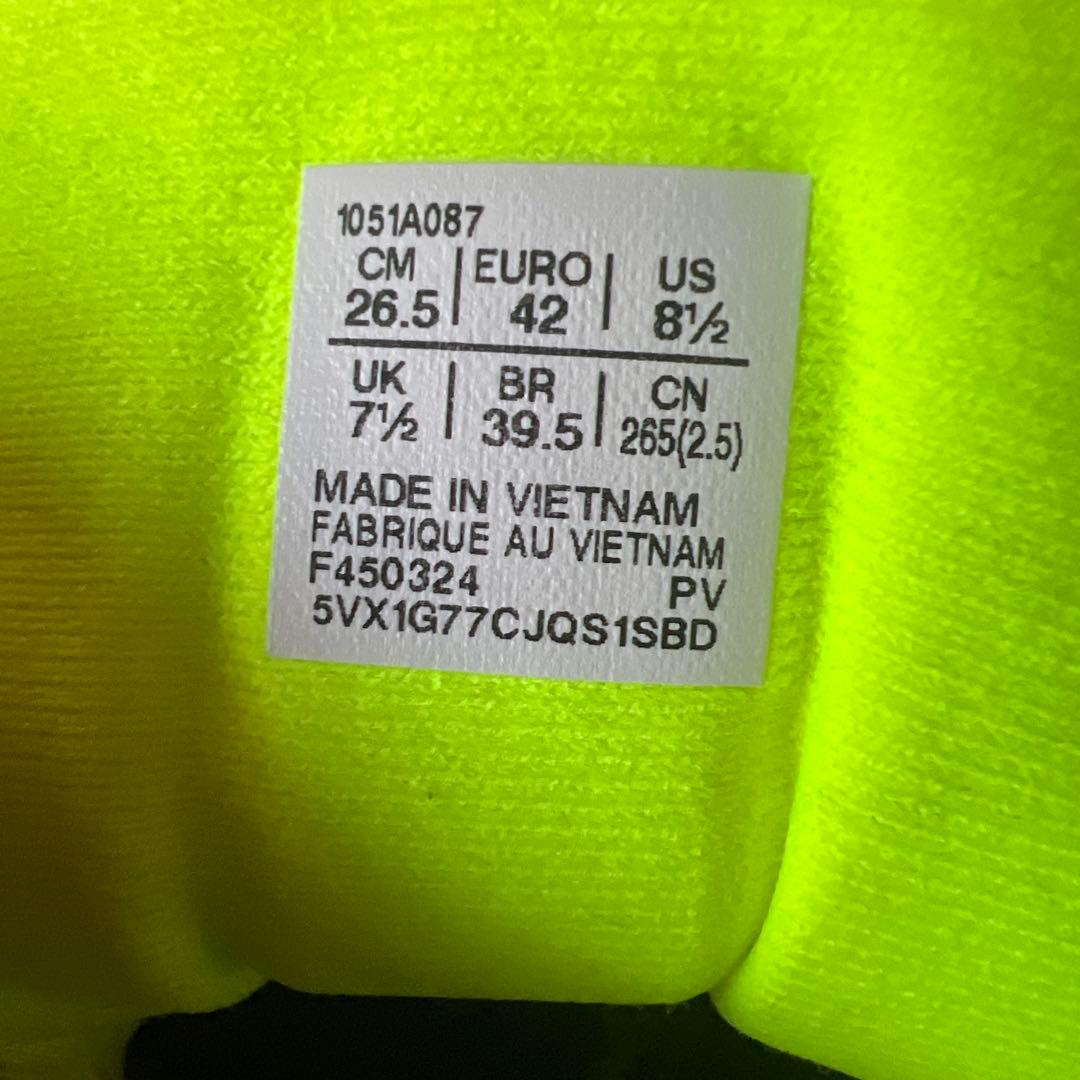 1051A087
CM | EURO | US
26.5 | 42 | 8½
UK | BR | CN
7½ | 39.5 | 265(2.5)
MADE IN VIETNAM
FABRIQUE AU VIETNAM
F450324 PV
5VX1G77CJQS1SBD